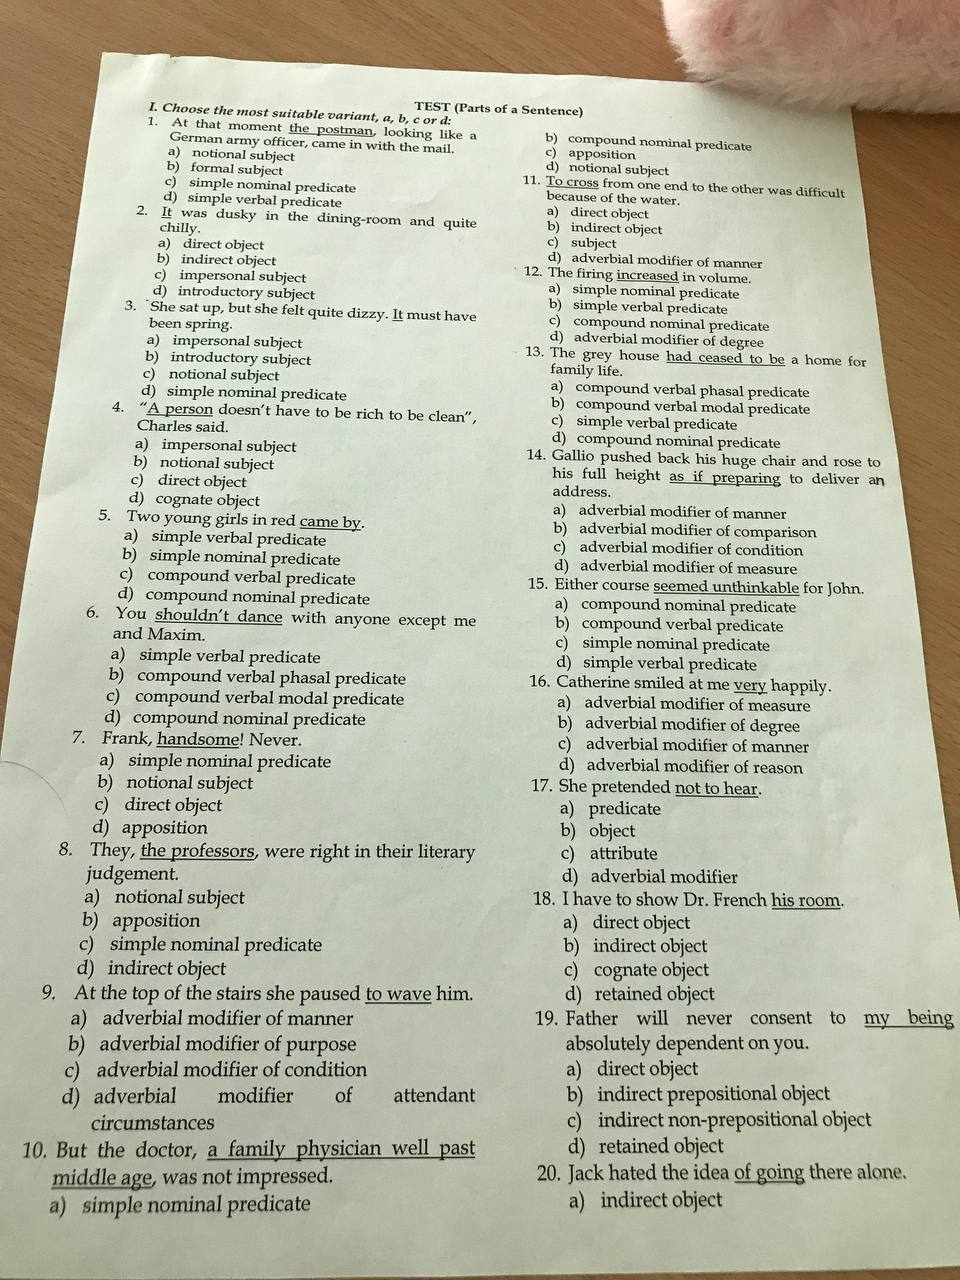 TEST (Parts of a Sentence)
I. Choose the most suitable variant, a, b, c or d:
1. At that moment the postman, looking like a
German army officer, came in with the mail.
a) notional subject
b) formal subject
c) simple nominal predicate
d) simple verbal predicate
2. It was dusky in the dining-room and quite
chilly.
a) direct object
b) indirect object
c) impersonal subject
d) introductory subject
3. She sat up, but she felt quite dizzy. It must have
been spring.
a) impersonal subject
b) introductory subject
c) notional subject
d) simple nominal predicate
4. “A person doesn’t have to be rich to be clean”,
Charles said.
a) impersonal subject
b) notional subject
c) direct object
d) cognate object
5. Two young girls in red came by.
a) simple verbal predicate
b) simple nominal predicate
c) compound verbal predicate
d) compound nominal predicate
6. You shouldn’t dance with anyone except me
and Maxim.
a) simple verbal predicate
b) compound verbal phasal predicate
c) compound verbal modal predicate
d) compound nominal predicate
7. Frank, handsome! Never.
a) simple nominal predicate
b) notional subject
c) direct object
d) apposition
8. They, the professors, were right in their literary
judgement.
a) notional subject
b) apposition
c) simple nominal predicate
d) indirect object
9. At the top of the stairs she paused to wave him.
a) adverbial modifier of manner
b) adverbial modifier of purpose
c) adverbial modifier of condition
d) adverbial modifier of attendant
circumstances
10. But the doctor, a family physician well past
middle age, was not impressed.
a) simple nominal predicate
b) compound nominal predicate
c) apposition
d) notional subject
11. To cross from one end to the other was difficult
because of the water.
a) direct object
b) indirect object
c) subject
d) adverbial modifier of manner
12. The firing increased in volume.
a) simple nominal predicate
b) simple verbal predicate
c) compound nominal predicate
d) adverbial modifier of degree
13. The grey house had ceased to be a home for
family life.
a) compound verbal phasal predicate
b) compound verbal modal predicate
c) simple verbal predicate
d) compound nominal predicate
14. Gallio pushed back his huge chair and rose to
his full height as if preparing to deliver an
address.
a) adverbial modifier of manner
b) adverbial modifier of comparison
c) adverbial modifier of condition
d) adverbial modifier of measure
15. Either course seemed unthinkable for John.
a) compound nominal predicate
b) compound verbal predicate
c) simple nominal predicate
d) simple verbal predicate
16. Catherine smiled at me very happily.
a) adverbial modifier of measure
b) adverbial modifier of degree
c) adverbial modifier of manner
d) adverbial modifier of reason
17. She pretended not to hear.
a) predicate
b) object
c) attribute
d) adverbial modifier
18. I have to show Dr. French his room.
a) direct object
b) indirect object
c) cognate object
d) retained object
19. Father will never consent to my being
absolutely dependent on you.
a) direct object
b) indirect prepositional object
c) indirect non-prepositional object
d) retained object
20. Jack hated the idea of going there alone.
a) indirect object